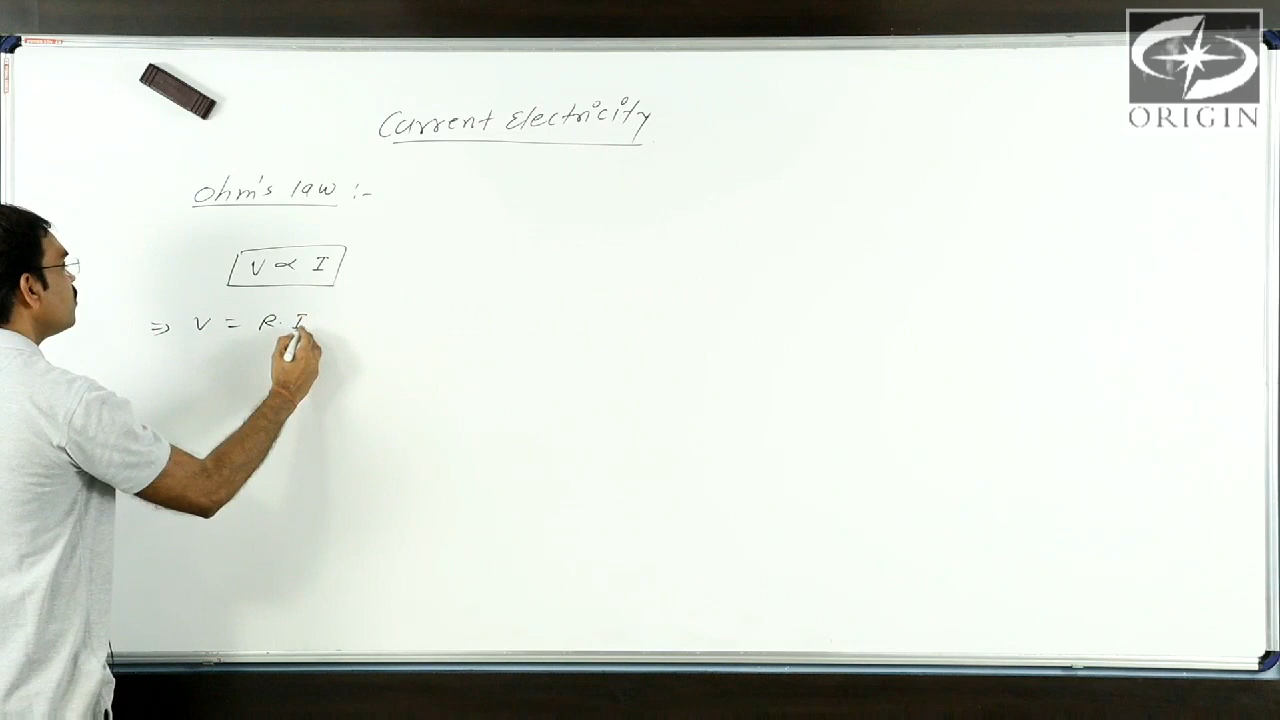 ORIGIN
Current Electricity
Ohm's law :-
V ∝ I
⇒ V = R. I